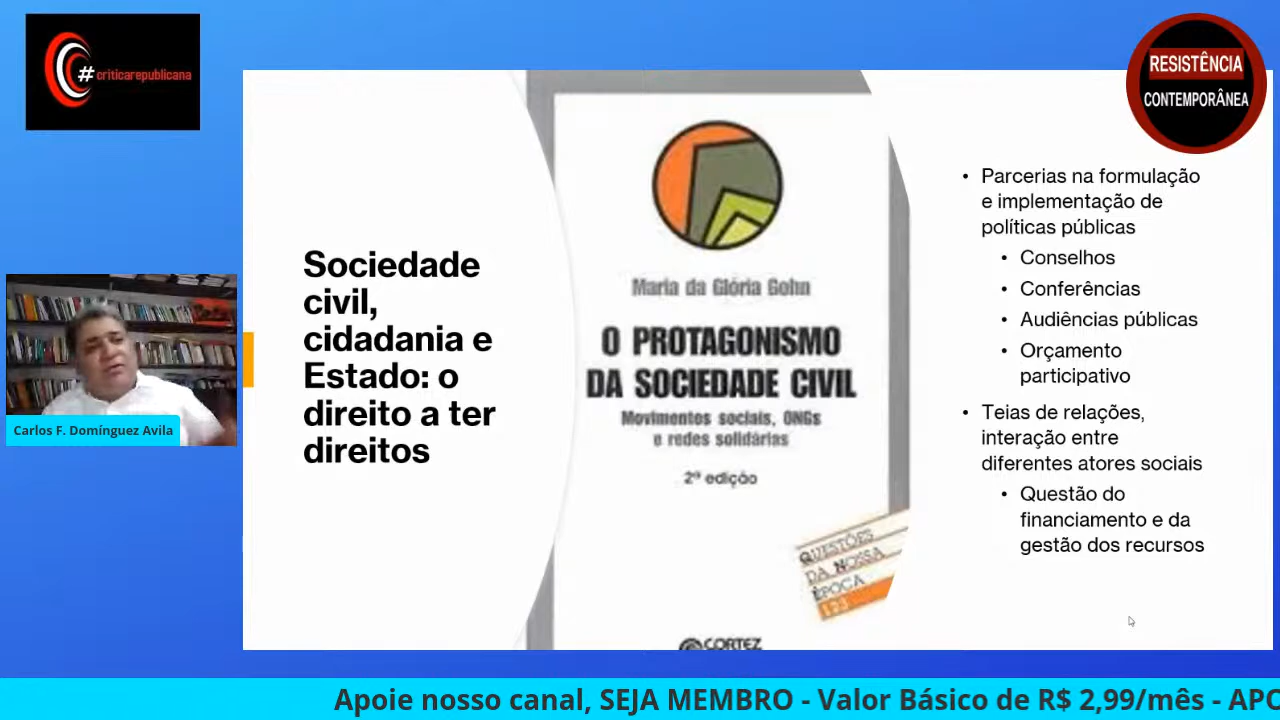 #criticarepublicana
RESISTÊNCIA
CONTEMPORÂNEA
Sociedade
civil,
cidadania e
Estado: o
direito a ter
direitos
Maria da Glória Gohn
O PROTAGONISMO
DA SOCIEDADE CIVIL
Movimentos sociais, ONGs
e redes solidárias
2ª edição
QUESTÕES
DA NOSSA
ÉPOCA
123
CORTEZ
• Parcerias na formulação
e implementação de
políticas públicas
• Conselhos
• Conferências
• Audiências públicas
• Orçamento
participativo
• Teias de relações,
interação entre
diferentes atores sociais
• Questão do
financiamento e da
gestão dos recursos
Carlos F. Domínguez Avila
Apoie nosso canal, SEJA MEMBRO - Valor Básico de R$ 2,99/mês - APO